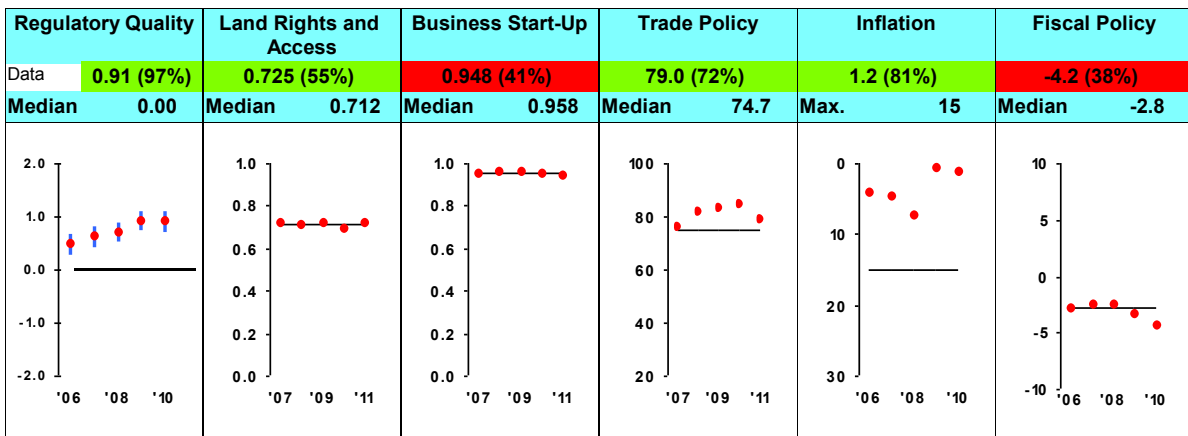 Regulatory Quality
Land Rights and
Access
Business Start-Up
Trade Policy
Inflation
Fiscal Policy
Data 0.91 (97%)
0.725 (55%)
0.948 (41%)
79.0 (72%)
1.2 (81%)
-4.2 (38%)
Median 0.00
Median 0.712
Median 0.958
Median 74.7
Max. 15
Median -2.8
2.0
1.0
0.0
-1.0
-2.0
'06 '08 '10
1.0
0.8
0.6
0.4
0.2
0.0
'07 '09 '11
1.0
0.8
0.6
0.4
0.2
0.0
'07 '09 '11
100
80
60
40
20
'07 '09 '11
0
10
20
30
'06 '08 '10
10
5
0
-5
-10
'06 '08 '10